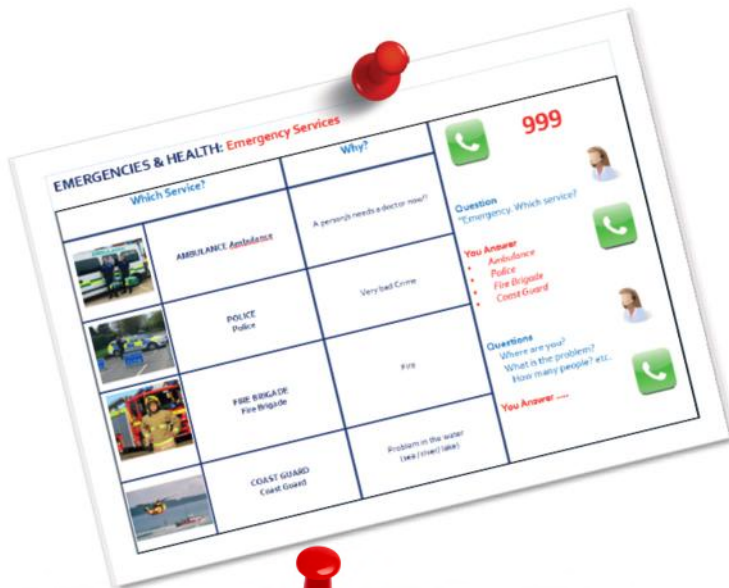 EMERGENCIES & HEALTH: Emergency Services
Which Service?
Why?
AMBULANCE Ambulance
A person/s needs a doctor now!!
POLICE
Police
Very bad Crime
FIRE BRIGADE
Fire Brigade
Fire
COAST GUARD
Coast Guard
Problem in the water
(sea / river/ lake)
999
Question
"Emergency. Which service?
You Answer
• Ambulance
• Police
• Fire Brigade
• Coast Guard
Questions
Where are you?
What is the problem?
How many people? etc.
You Answer .....